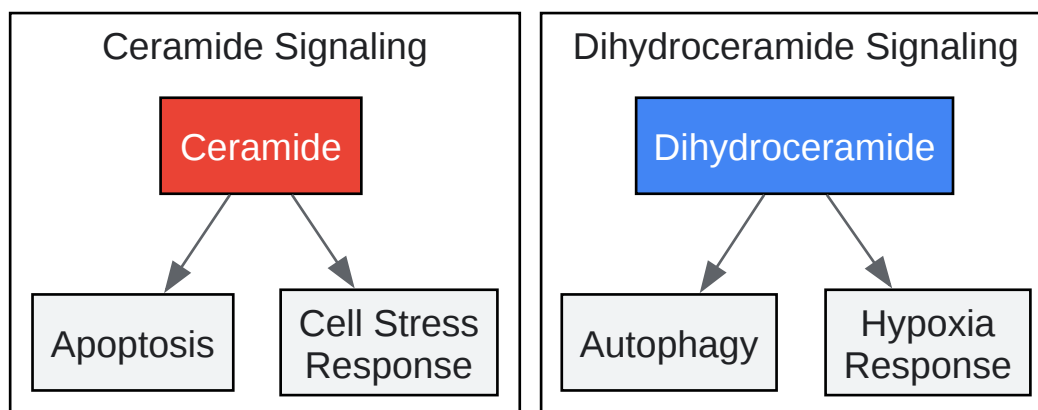 Ceramide Signaling
Ceramide
Apoptosis
Cell Stress
Response
Dihydroceramide Signaling
Dihydroceramide
Autophagy
Hypoxia
Response